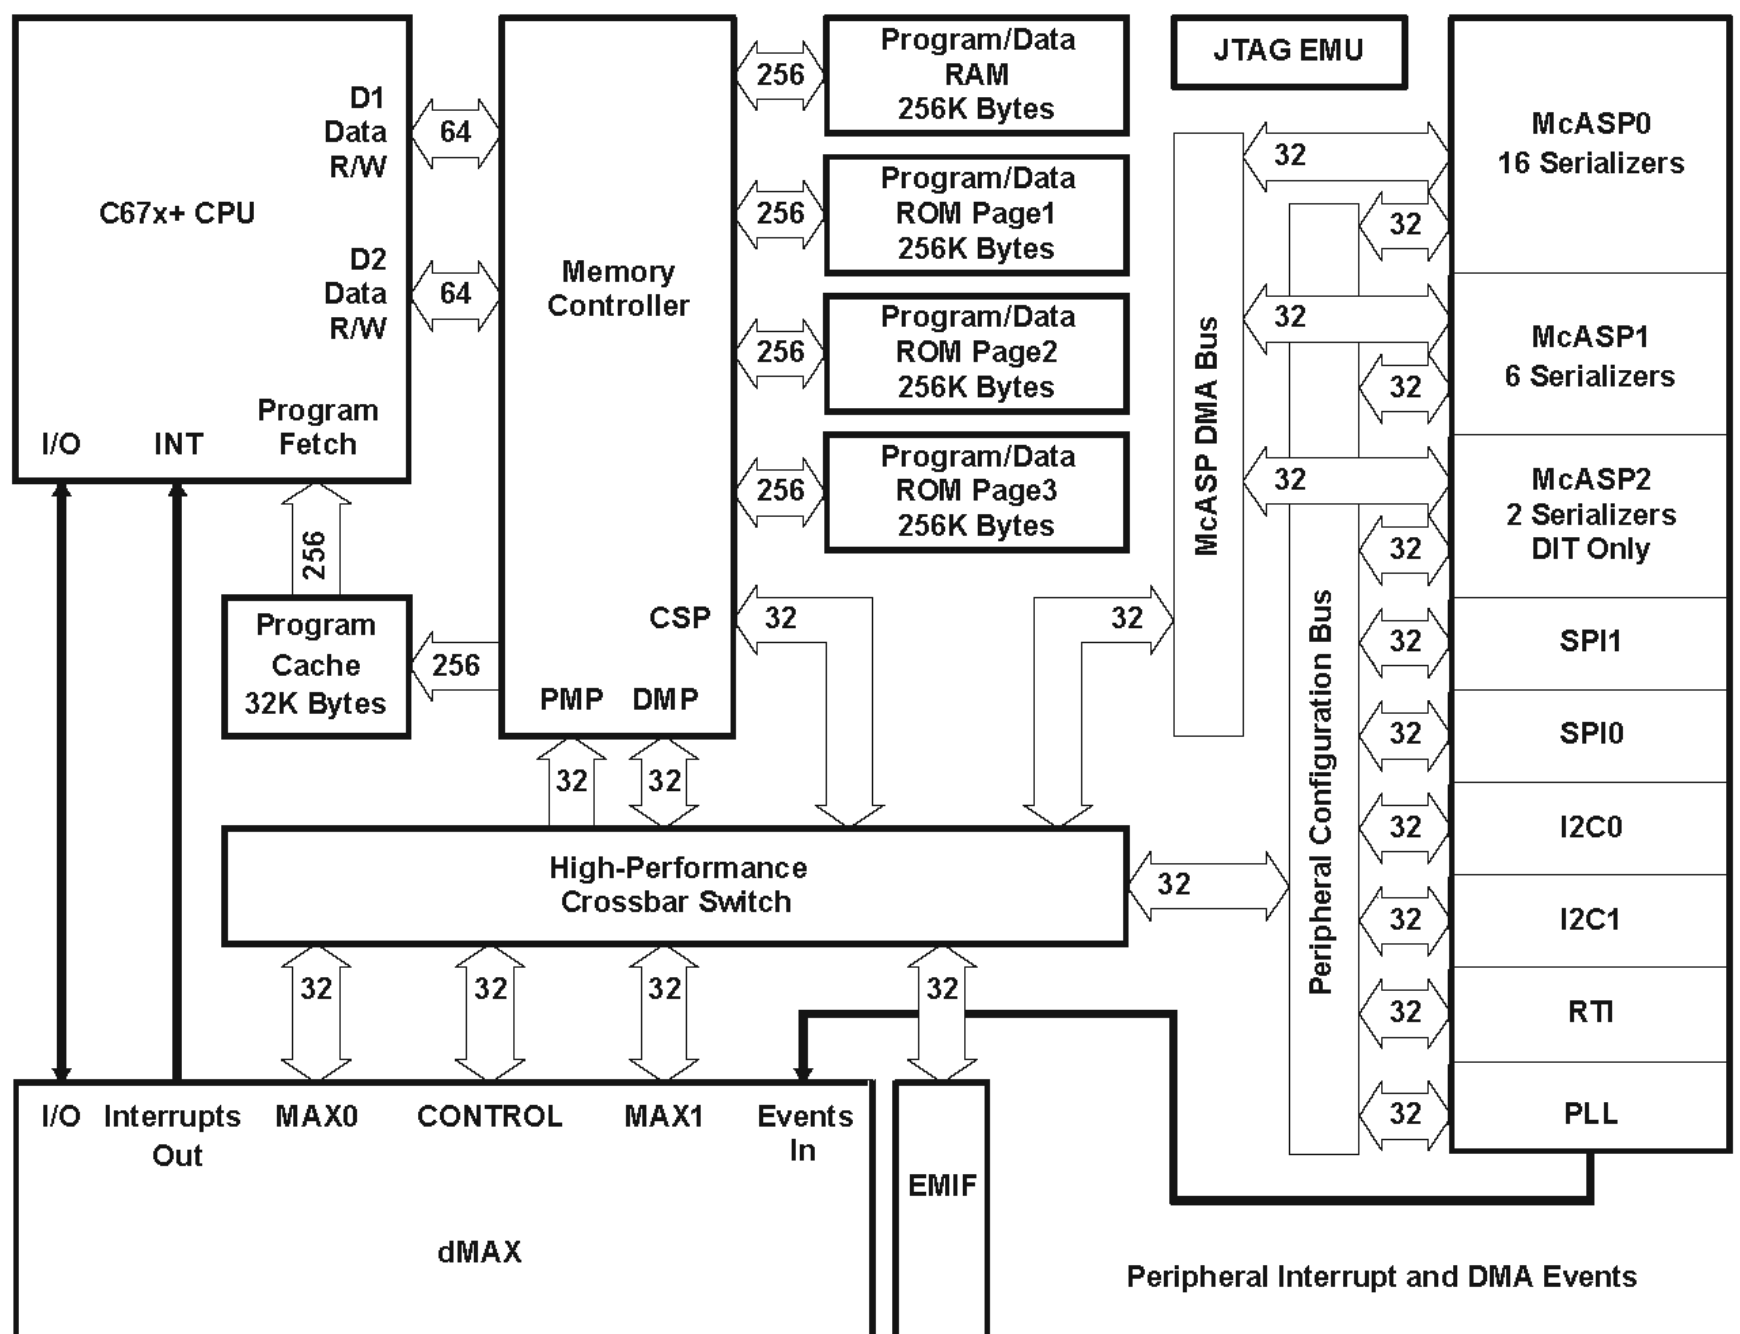 D1
Data
R/W
64
C67x+ CPU
D2
Data
R/W
64
Program
Fetch
I/O
INT
256
Program
Cache
32K Bytes
256
Memory
Controller
CSP
PMP
DMP
256
Program/Data
RAM
256K Bytes
256
Program/Data
ROM Page1
256K Bytes
256
Program/Data
ROM Page2
256K Bytes
256
Program/Data
ROM Page3
256K Bytes
32
32
32
32
High-Performance
Crossbar Switch
32
32
32
32
32
I/O
Interrupts
Out
MAX0
CONTROL
MAX1
Events
In
dMAX
EMIF
JTAG EMU
McASP DMA Bus
Peripheral Configuration Bus
32
32
32
32
32
32
32
32
32
32
32
32
McASP0
16 Serializers
McASP1
6 Serializers
McASP2
2 Serializers
DIT Only
SPI1
SPI0
I2C0
I2C1
RTI
PLL
Peripheral Interrupt and DMA Events